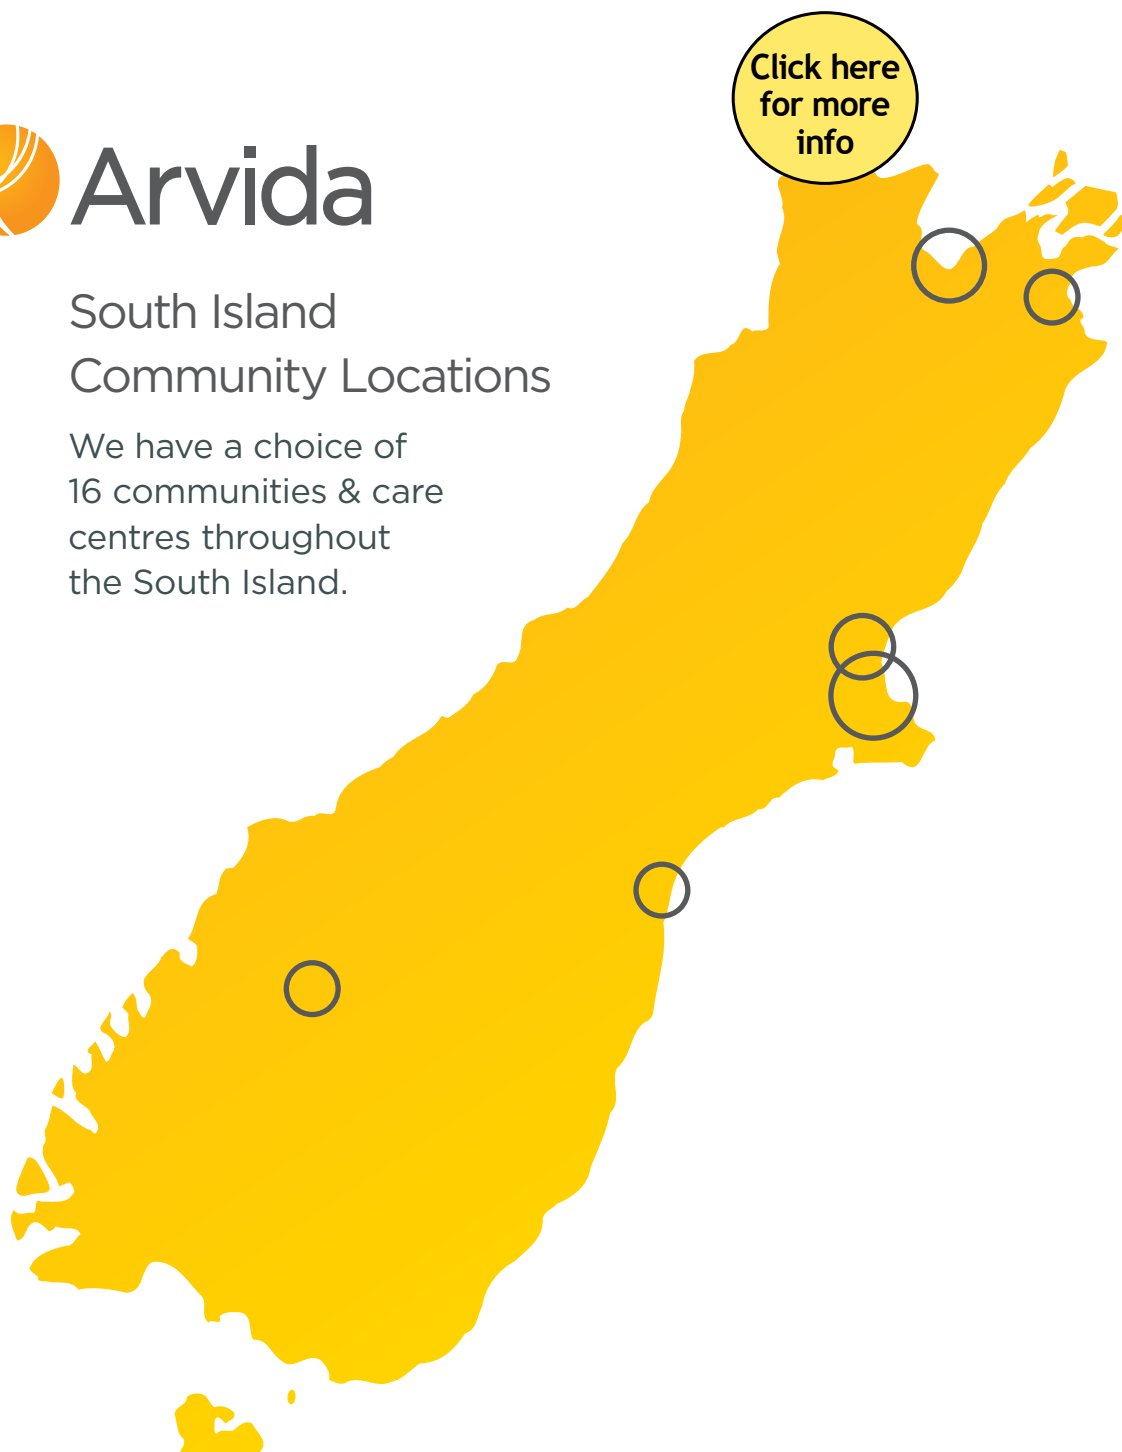 Click here
for more
info
Arvida
South Island
Community Locations
We have a choice of
16 communities & care
centres throughout
the South Island.